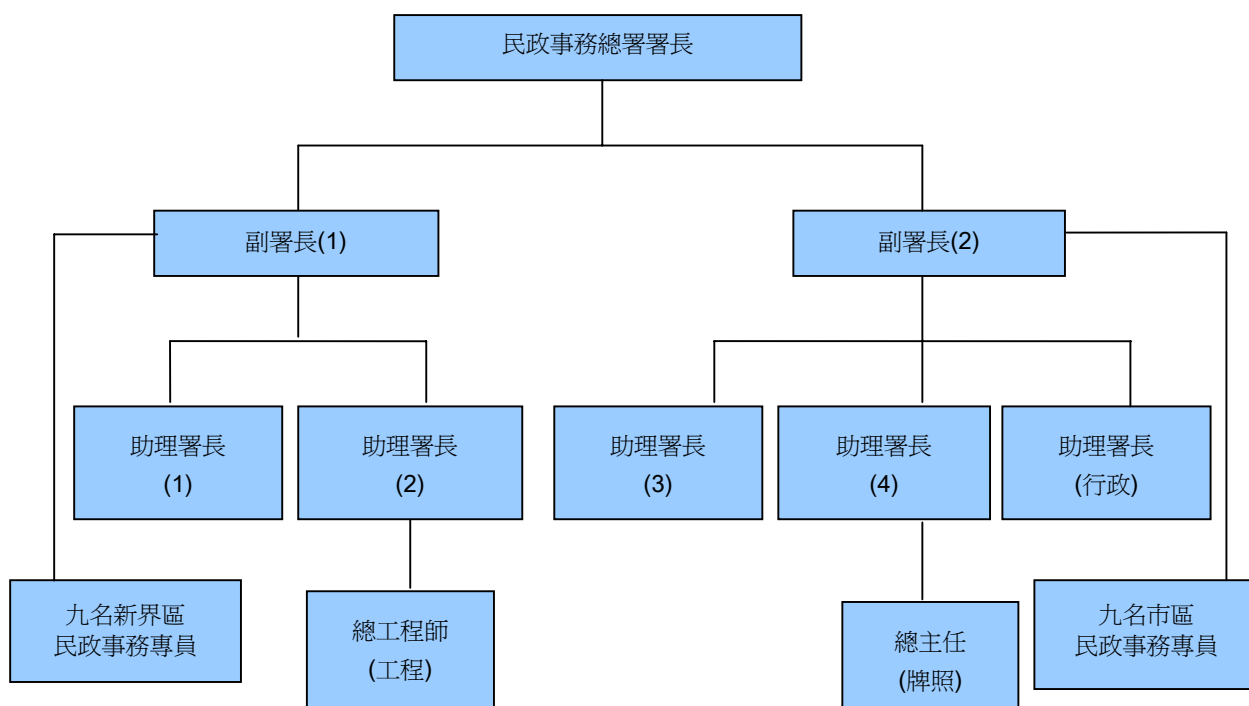 民政事務總署署長
副署長(1)
副署長(2)
助理署長
(1)
助理署長
(2)
助理署長
(3)
助理署長
(4)
助理署長
(行政)
九名新界區
民政事務專員
總工程師
(工程)
總主任
(牌照)
九名市區
民政事務專員